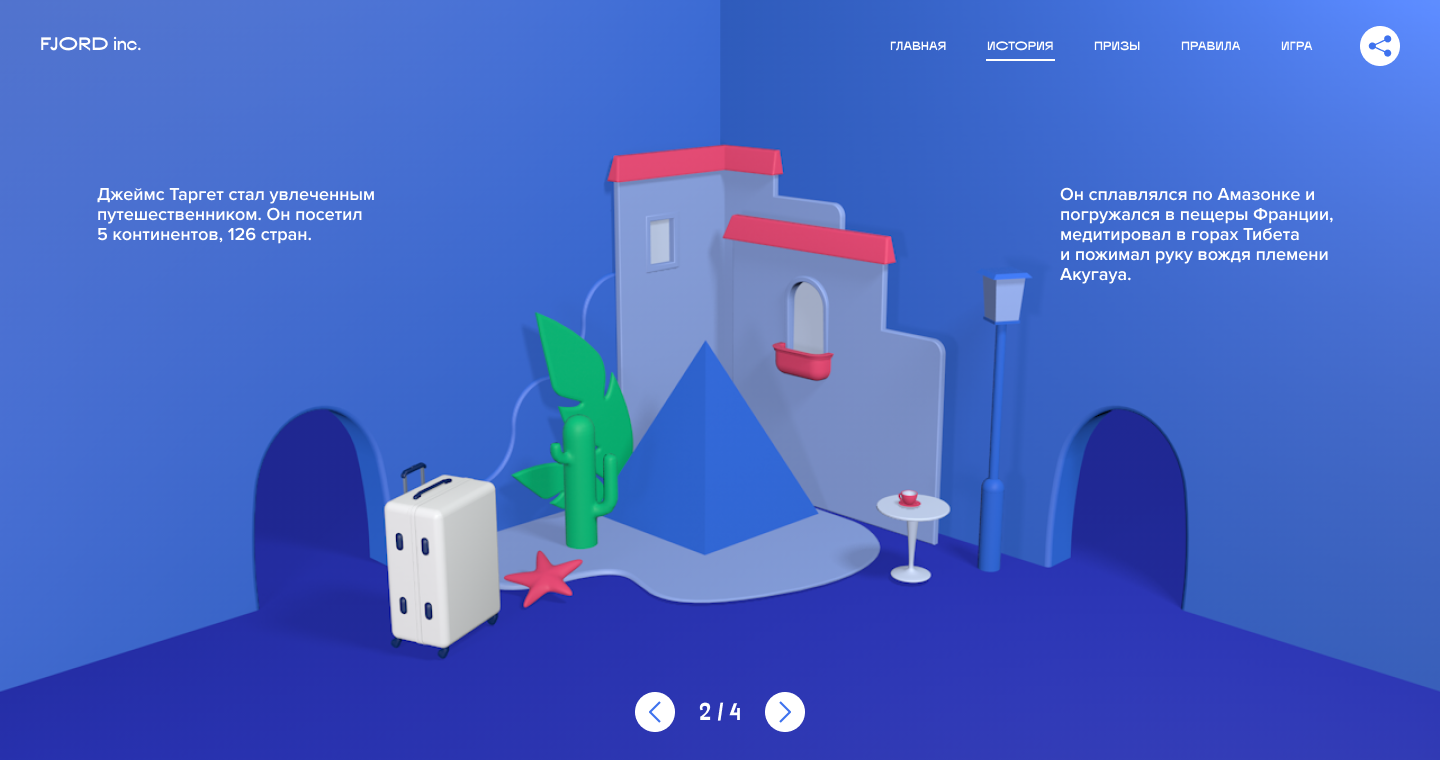 FJORD inc.
ГЛАВНАЯ
ИСТОРИЯ
ПРИЗЫ
ПРАВИЛА
ИГРА
Джеймс Таргет стал увлеченным
путешественником. Он посетил
5 континентов, 126 стран.
Он сплавлялся по Амазонке и
погружался в пещеры Франции,
медитировал в горах Тибета
и пожимал руку вождя племени
Акугауа.
2 / 4